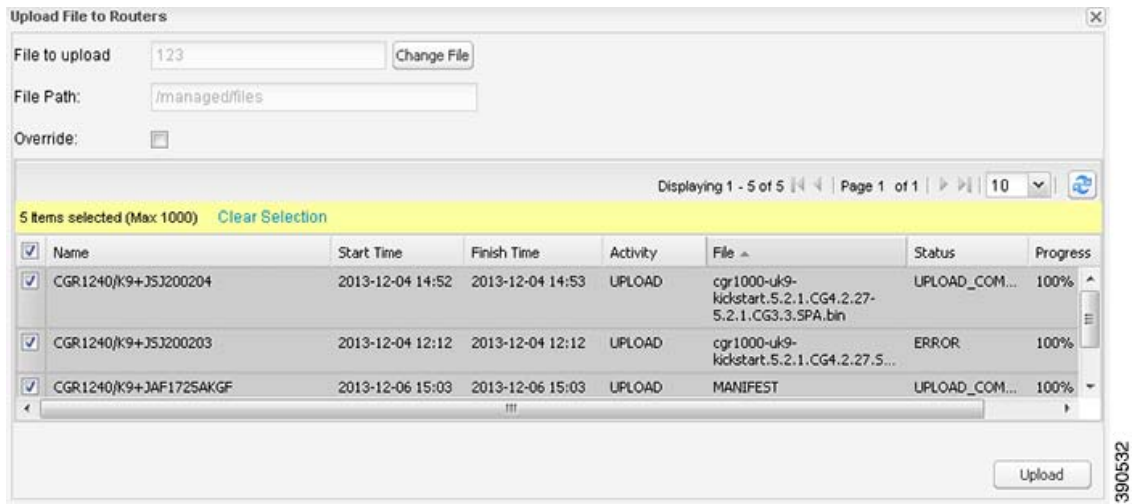 Upload File to Routers
File to upload 123 Change File
File Path: /managed/files
Override:
Displaying 1 - 5 of 5 Page 1 of 1 10
5 Items selected (Max 1000) Clear Selection
Name Start Time Finish Time Activity File Status Progress
CGR1240/K9+JSJ200204 2013-12-04 14:52 2013-12-04 14:53 UPLOAD cgr1000-uk9- UPLOAD_COM... 100%
kickstart.5.2.1.CG4.2.27-
5.2.1.CG3.3.SPA.bin
CGR1240/K9+JSJ200203 2013-12-04 12:12 2013-12-04 12:12 UPLOAD cgr1000-uk9- ERROR 100%
kickstart.5.2.1.CG4.2.27.S...
CGR1240/K9+JAF1725AKGF 2013-12-06 15:03 2013-12-06 15:03 UPLOAD MANIFEST UPLOAD_COM... 100%
Upload
390532